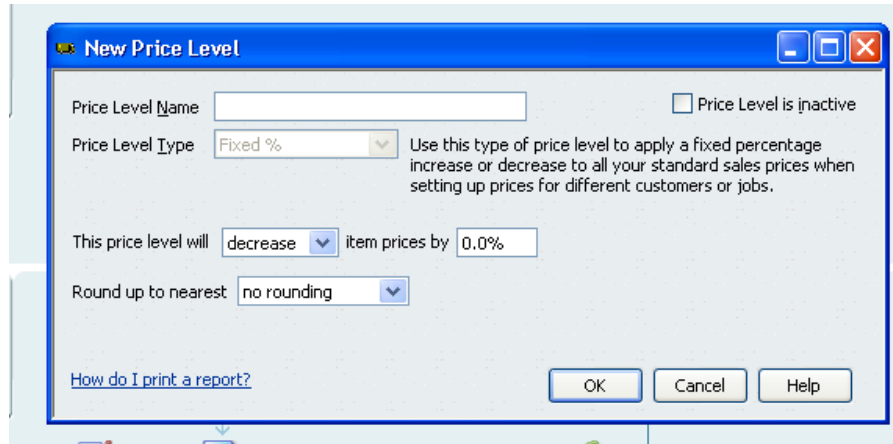 New Price Level
Price Level Name
Price Level is inactive
Price Level Type Fixed % Use this type of price level to apply a fixed percentage
increase or decrease to all your standard sales prices when
setting up prices for different customers or jobs.
This price level will decrease item prices by 0.0%
Round up to nearest no rounding
How do I print a report? OK Cancel Help